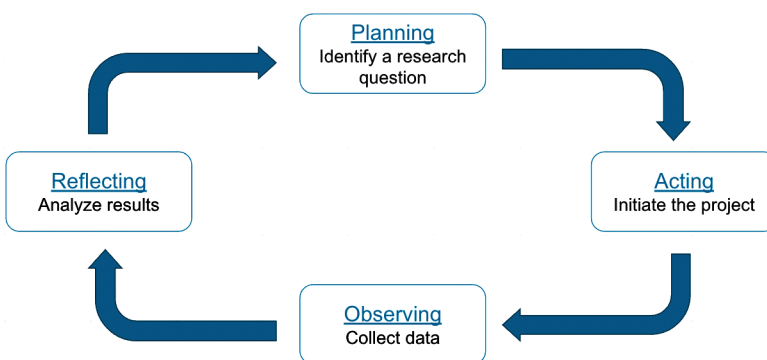 Planning
Identify a research
question
Acting
Initiate the project
Observing
Collect data
Reflecting
Analyze results